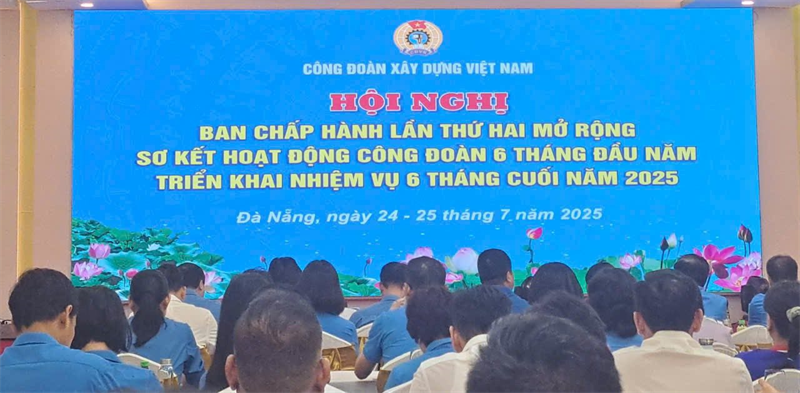 CÔNG ĐOÀN XÂY DỰNG VIỆT NAM
HỘI NGHỊ
BAN CHẤP HÀNH LẦN THỨ HAI MỞ RỘNG
SƠ KẾT HOẠT ĐỘNG CÔNG ĐOÀN 6 THÁNG ĐẦU NĂM
TRIỂN KHAI NHIỆM VỤ 6 THÁNG CUỐI NĂM 2025
Đà Nẵng, ngày 24 - 25 tháng 7 năm 2025